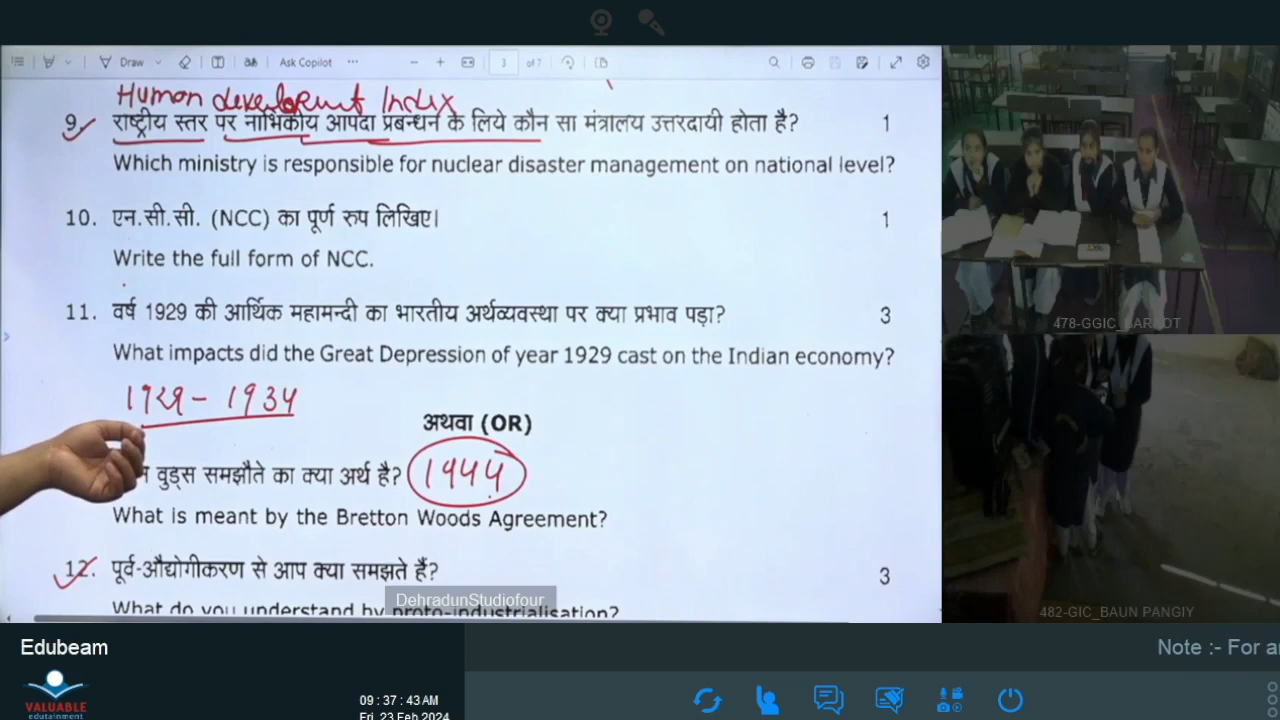 Draw
Ask Copilot
3 of 7
Human development Index
9. राष्ट्रीय स्तर पर नाभिकीय आपदा प्रबन्धन के लिये कौन सा मंत्रालय उत्तरदायी होता है? 1
Which ministry is responsible for nuclear disaster management on national level?
10. एन.सी.सी. (NCC) का पूर्ण रुप लिखिए। 1
Write the full form of NCC.
11. वर्ष 1929 की आर्थिक महामन्दी का भारतीय अर्थव्यवस्था पर क्या प्रभाव पड़ा? 3
What impacts did the Great Depression of year 1929 cast on the Indian economy?
1929 - 1934
अथवा (OR)
वुड्स समझौते का क्या अर्थ है? 1944
What is meant by the Bretton Woods Agreement?
12. पूर्व-औद्योगीकरण से आप क्या समझते हैं? 3
What do you understand by proto-industrialisation?
DehradunStudiofour
478-GGIC_BARKOT
482-GIC_BAUN PANGIY
Edubeam
VALUABLE
edutainment
09 : 37 : 43 AM
Fri, 23 Feb 2024
Note :- For a